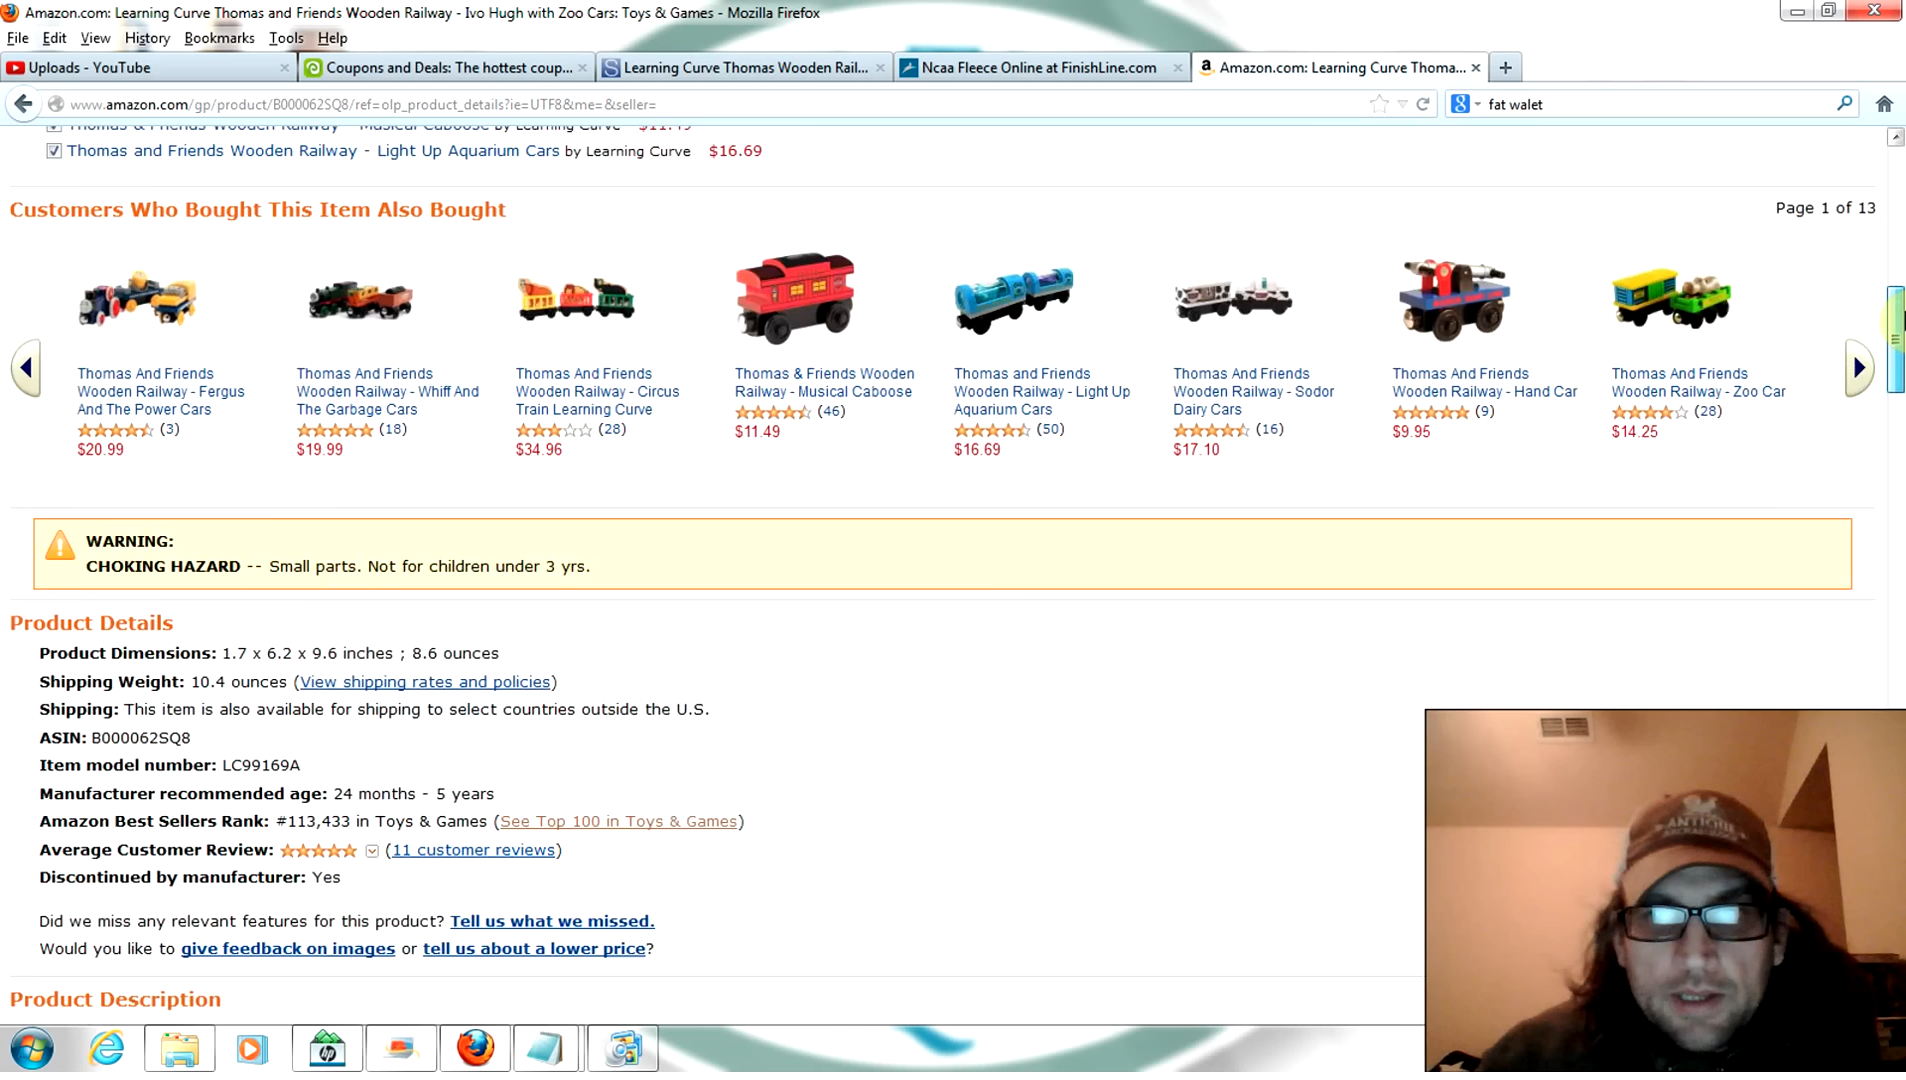 Amazon.com: Learning Curve Thomas and Friends Wooden Railway - Ivo Hugh with Zoo Cars: Toys & Games - Mozilla Firefox
File Edit View History Bookmarks Tools Help
Uploads - YouTube
Coupons and Deals: The hottest coup...
Learning Curve Thomas Wooden Rail...
Ncaa Fleece Online at FinishLine.com
Amazon.com: Learning Curve Thoma...
www.amazon.com/gp/product/B000062SQ8/ref=olp_product_details?ie=UTF8&me=&seller=
fat walet
Thomas & Friends Wooden Railway - Musical Caboose by Learning Curve $11.49
Thomas and Friends Wooden Railway - Light Up Aquarium Cars by Learning Curve $16.69
Customers Who Bought This Item Also Bought
Page 1 of 13
Thomas And Friends
Wooden Railway - Fergus
And The Power Cars
(3)
$20.99
Thomas And Friends
Wooden Railway - Whiff And
The Garbage Cars
(18)
$19.99
Thomas And Friends
Wooden Railway - Circus
Train Learning Curve
(28)
$34.96
Thomas & Friends Wooden
Railway - Musical Caboose
(46)
$11.49
Thomas and Friends
Wooden Railway - Light Up
Aquarium Cars
(50)
$16.69
Thomas And Friends
Wooden Railway - Sodor
Dairy Cars
(16)
$17.10
Thomas And Friends
Wooden Railway - Hand Car
(9)
$9.95
Thomas And Friends
Wooden Railway - Zoo Car
(28)
$14.25
WARNING:
CHOKING HAZARD -- Small parts. Not for children under 3 yrs.
Product Details
Product Dimensions: 1.7 x 6.2 x 9.6 inches ; 8.6 ounces
Shipping Weight: 10.4 ounces (View shipping rates and policies)
Shipping: This item is also available for shipping to select countries outside the U.S.
ASIN: B000062SQ8
Item model number: LC99169A
Manufacturer recommended age: 24 months - 5 years
Amazon Best Sellers Rank: #113,433 in Toys & Games (See Top 100 in Toys & Games)
Average Customer Review: (11 customer reviews)
Discontinued by manufacturer: Yes
Did we miss any relevant features for this product? Tell us what we missed.
Would you like to give feedback on images or tell us about a lower price?
Product Description
ANTIQUE